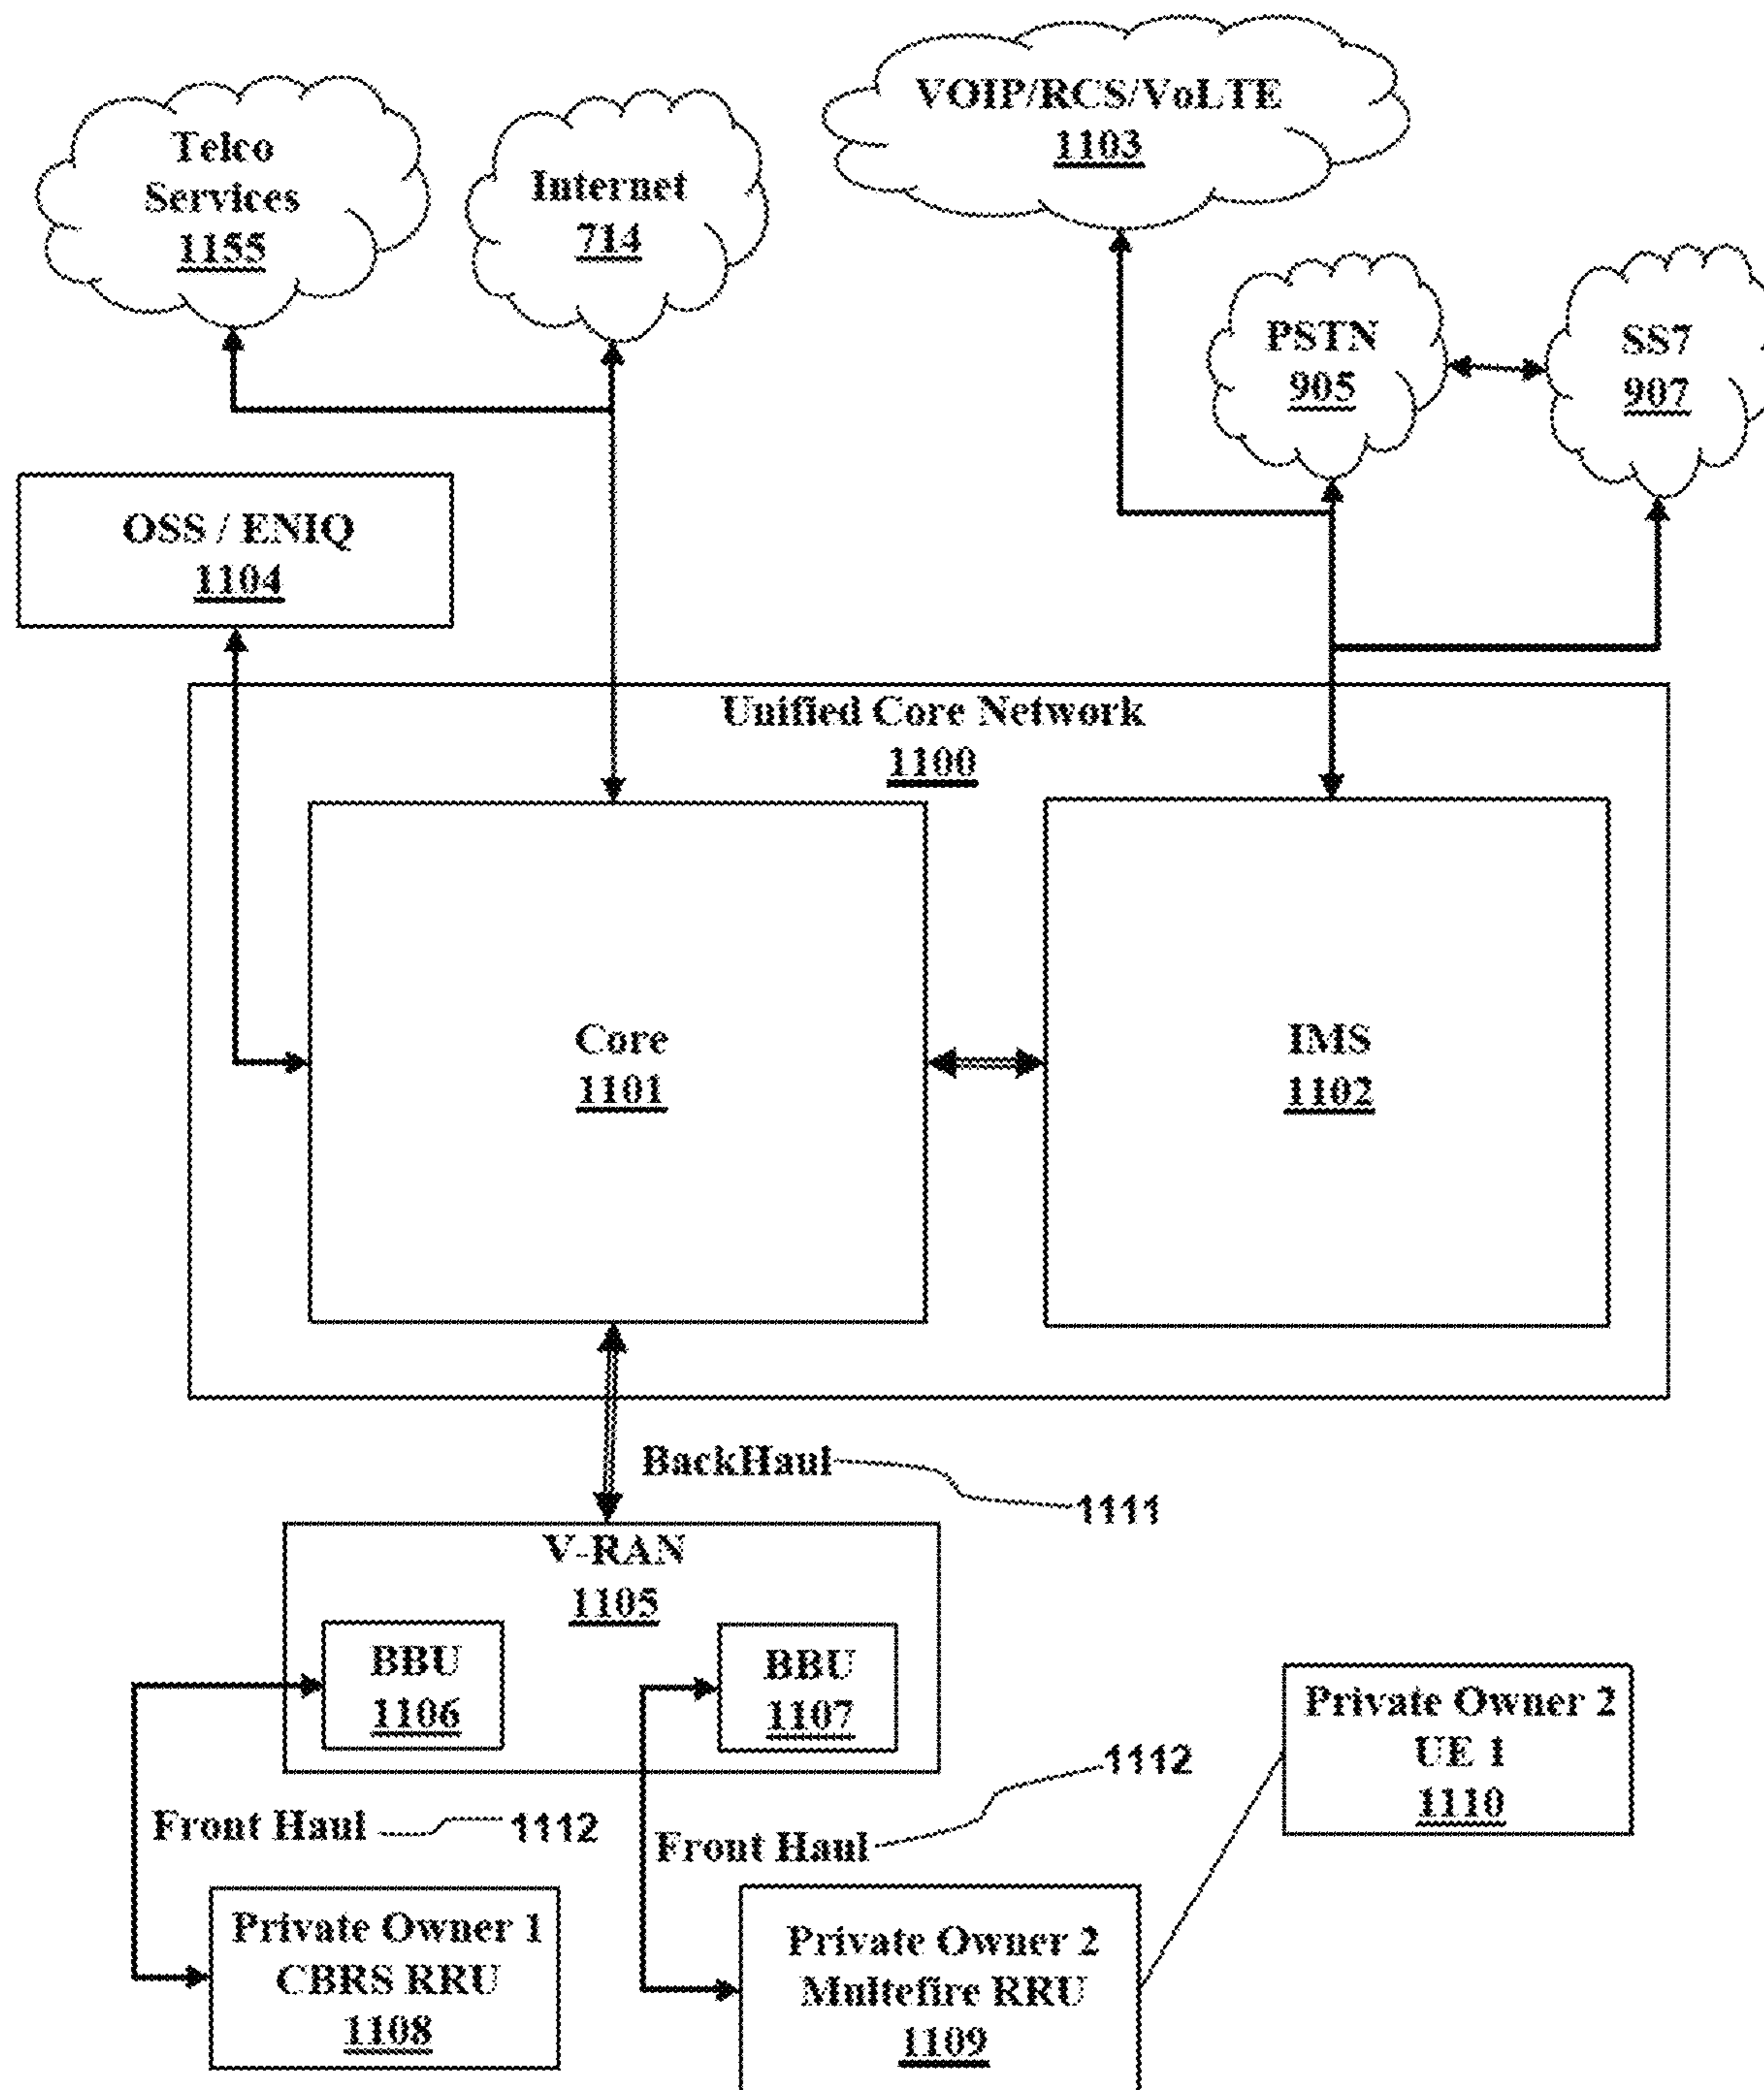 VOIP/RCS/VoLTE
1103
Telco
Services
1155
Internet
714
PSTN
905
SS7
907
OSS / ENIQ
1104
Unified Core Network
1100
Core
1101
IMS
1102
BackHaul
1111
V-RAN
1105
BBU
1106
BBU
1107
Private Owner 2
UE 1
1110
Front Haul
1112
Front Haul
1112
Private Owner 1
CBRS RRU
1108
Private Owner 2
Multefire RRU
1109